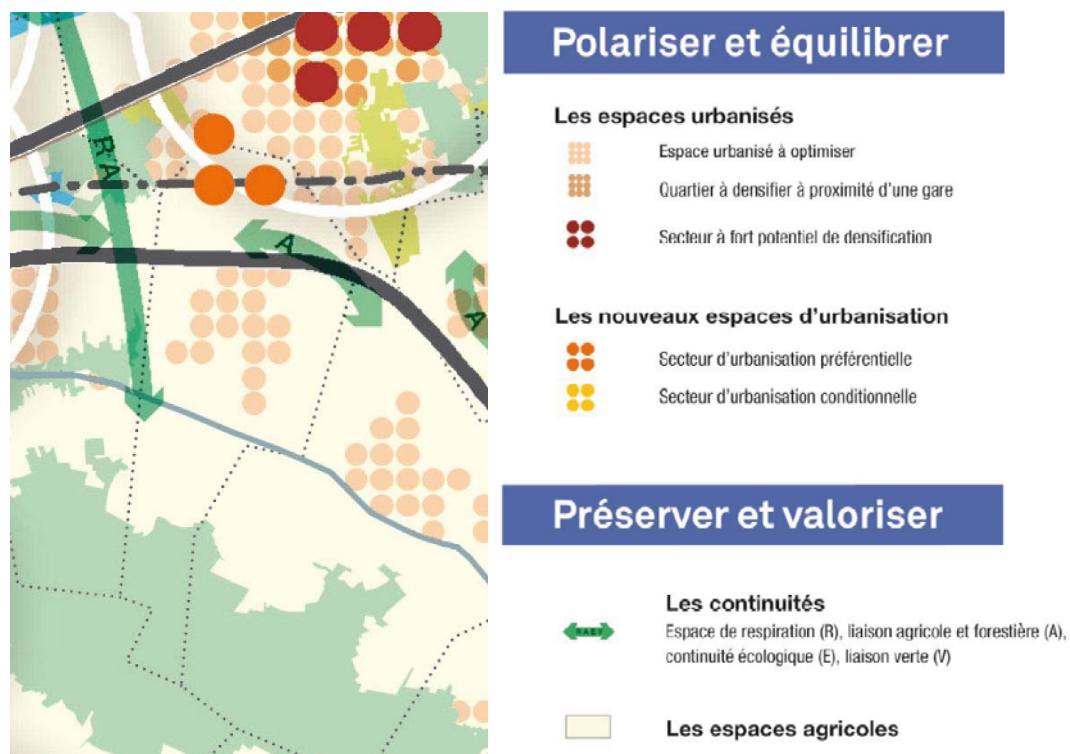 R A
A
A
Polariser et équilibrer
Les espaces urbanisés
Espace urbanisé à optimiser
Quartier à densifier à proximité d'une gare
Secteur à fort potentiel de densification
Les nouveaux espaces d'urbanisation
Secteur d'urbanisation préférentielle
Secteur d'urbanisation conditionnelle
Préserver et valoriser
Les continuités
R A E V
Espace de respiration (R), liaison agricole et forestière (A),
continuité écologique (E), liaison verte (V)
Les espaces agricoles